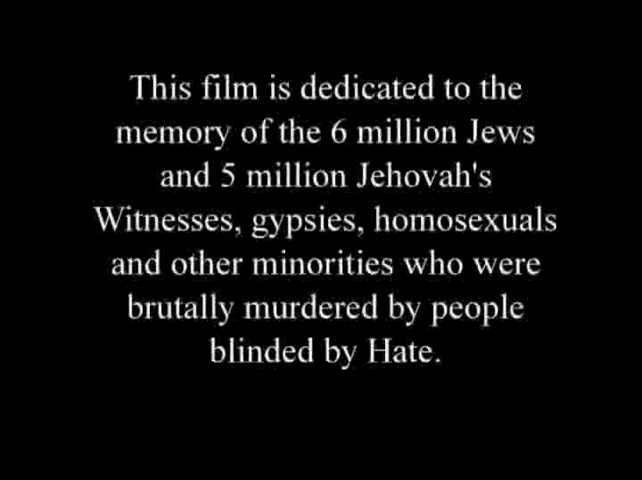 This film is dedicated to the
memory of the 6 million Jews
and 5 million Jehovah's
Witnesses, gypsies, homosexuals
and other minorities who were
brutally murdered by people
blinded by Hate.